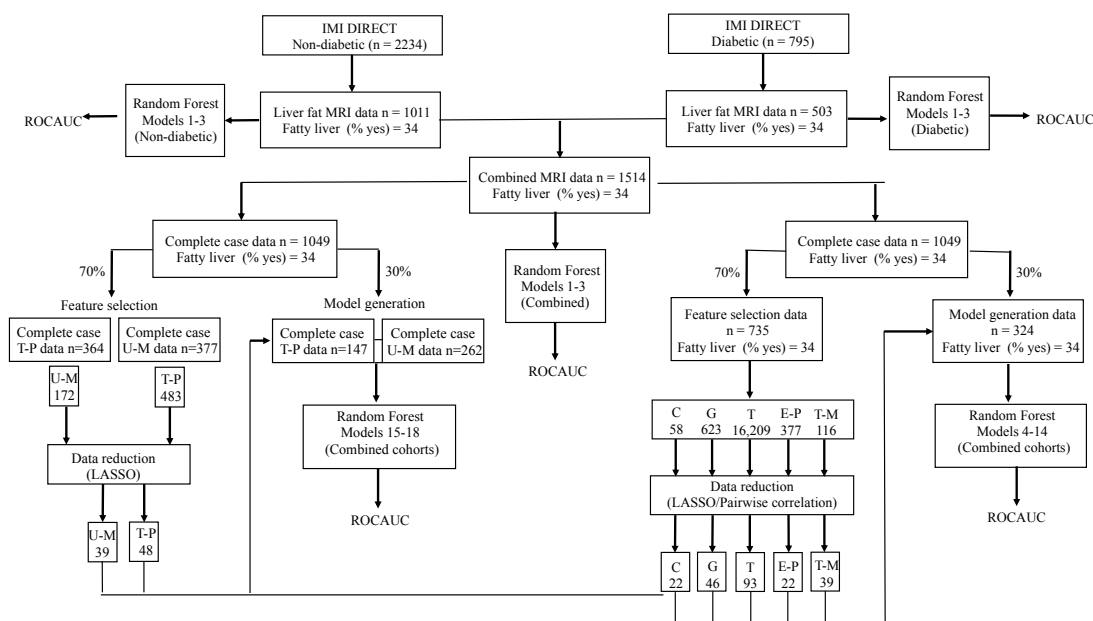 IMI DIRECT
Non-diabetic (n = 2234)
IMI DIRECT
Diabetic (n = 795)
ROCAUC
Random Forest
Models 1-3
(Non-diabetic)
Liver fat MRI data n = 1011
Fatty liver (% yes) = 34
Liver fat MRI data n = 503
Fatty liver (% yes) = 34
Random Forest
Models 1-3
(Diabetic)
ROCAUC
Combined MRI data n = 1514
Fatty liver (% yes) = 34
Complete case data n = 1049
Fatty liver (% yes) = 34
Complete case data n = 1049
Fatty liver (% yes) = 34
70%
30%
Feature selection
Model generation
Complete case
T-P data n=364
Complete case
U-M data n=377
Complete case
T-P data n=147
Complete case
U-M data n=262
Random Forest
Models 1-3
(Combined)
ROCAUC
70%
30%
Feature selection data
n = 735
Fatty liver (% yes) = 34
Model generation data
n = 324
Fatty liver (% yes) = 34
U-M
172
T-P
483
Data reduction
(LASSO)
U-M
39
T-P
48
Random Forest
Models 15-18
(Combined cohorts)
ROCAUC
C G T E-P T-M
58 623 16,209 377 116
Data reduction
(LASSO/Pairwise correlation)
C
22
G
46
T
93
E-P
22
T-M
39
Random Forest
Models 4-14
(Combined cohorts)
ROCAUC